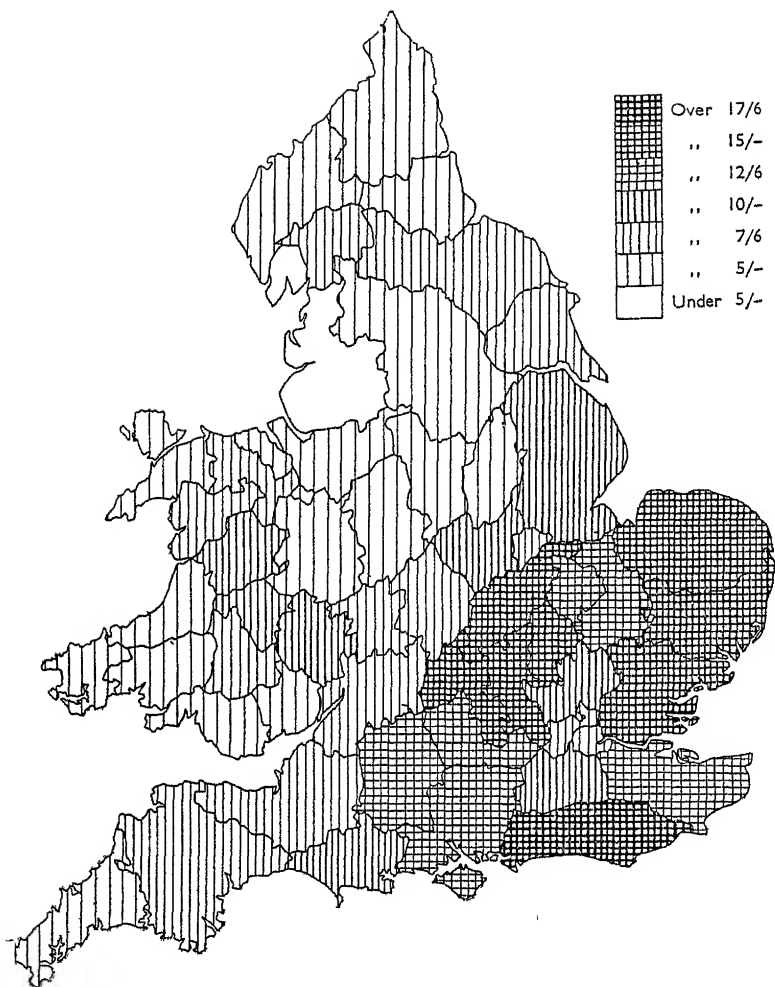 Over 17/6
,, 15/-
,, 12/6
,, 10/-
,, 7/6
,, 5/-
Under 5/-